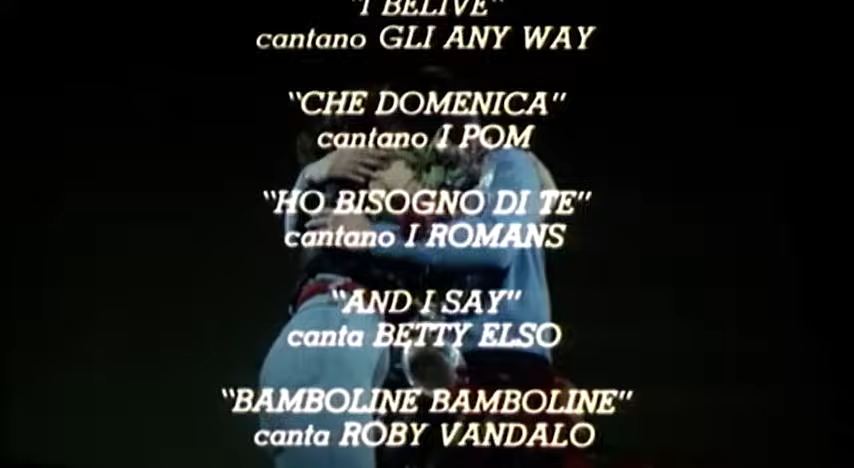 "I BELIVE"
cantano GLI ANY WAY
"CHE DOMENICA"
cantano I POM
"HO BISOGNO DI TE"
cantano I ROMANS
"AND I SAY"
canta BETTY ELSO
"BAMBOLINE BAMBOLINE"
canta ROBY VANDALO